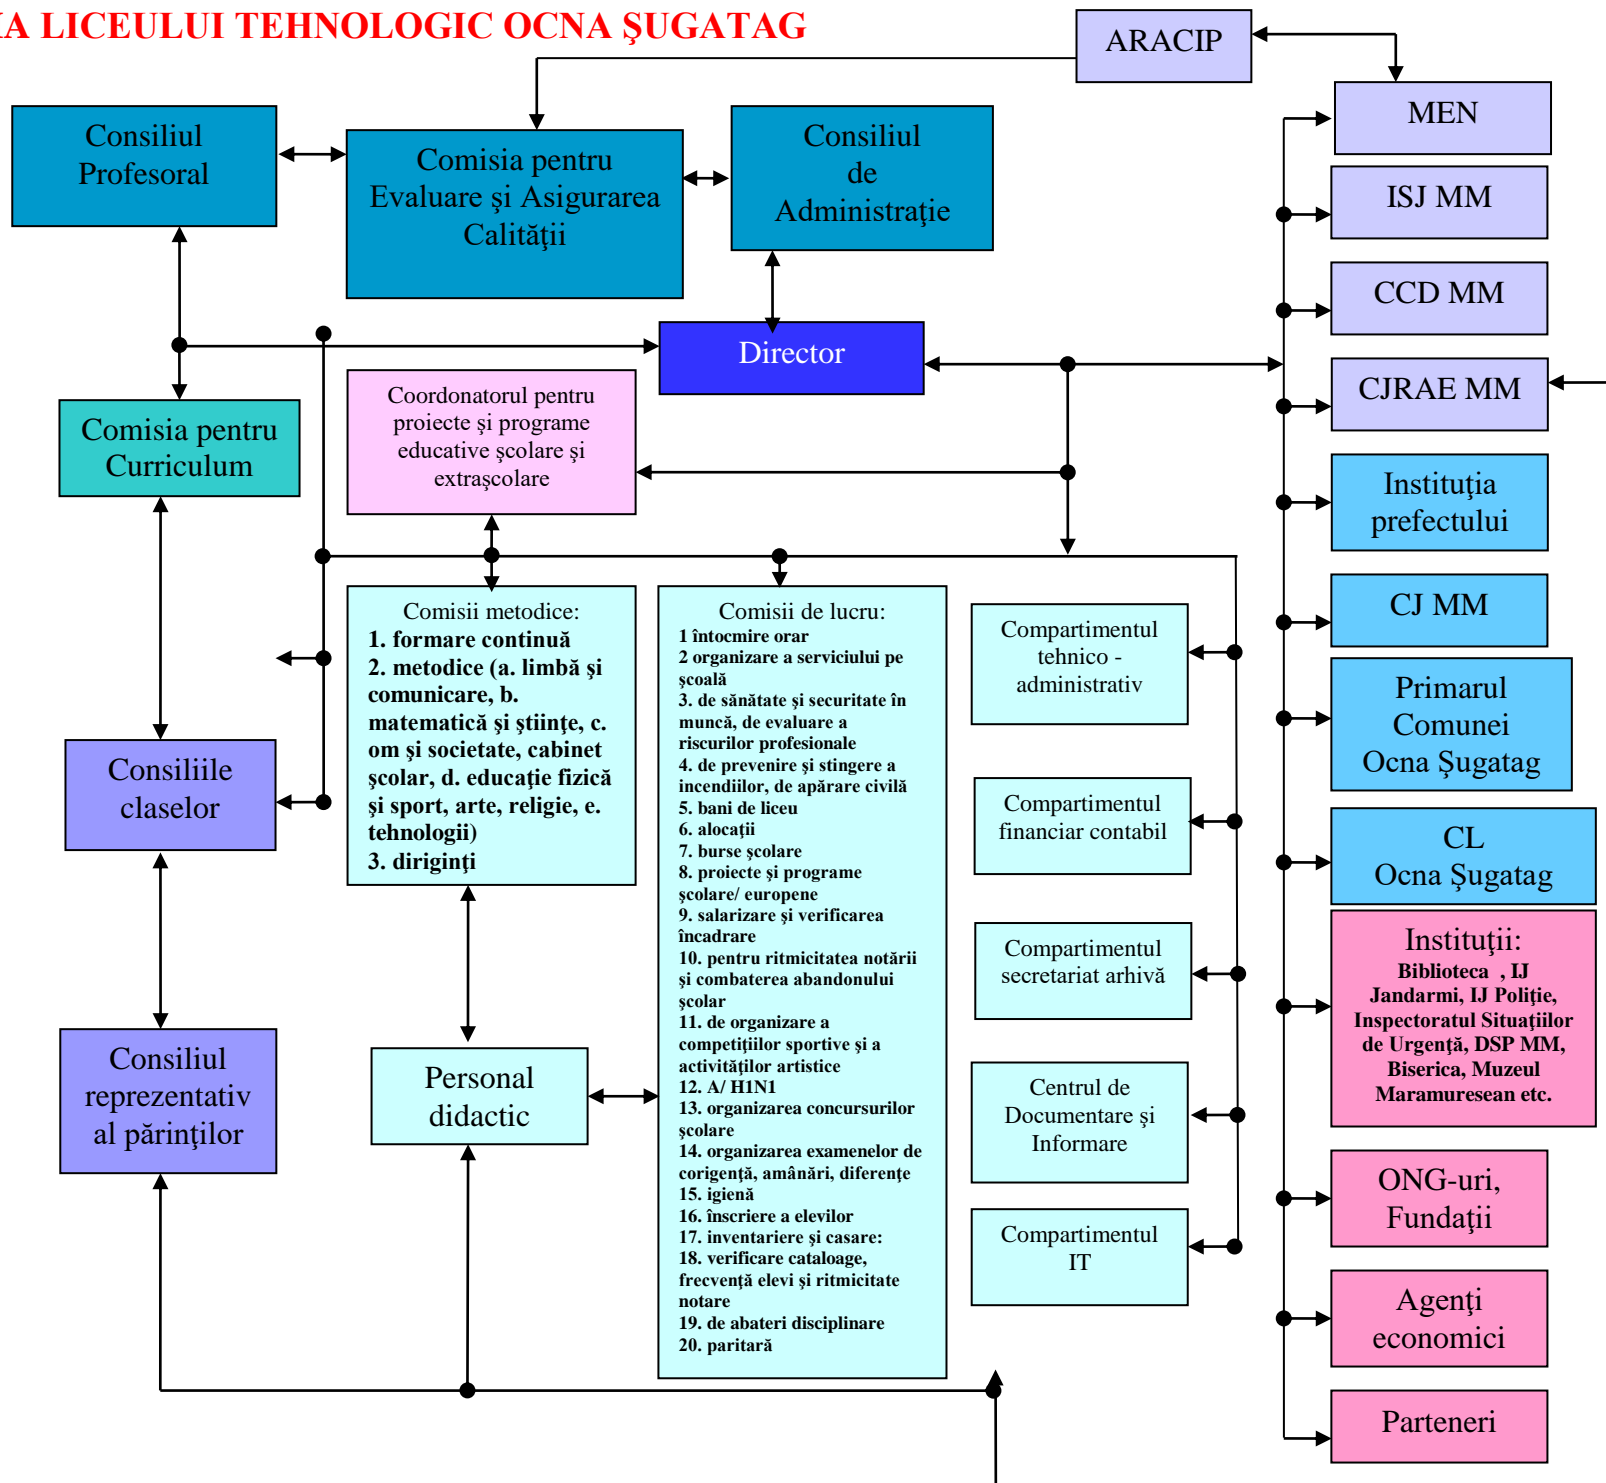 LICEULUI TEHNOLOGIC OCNA ŞUGATAG
ARACIP
Consiliul
Profesoral
Comisia pentru
Evaluare şi Asigurarea
Calităţii
Consiliul
de
Administraţie
MEN
ISJ MM
CCD MM
CJRAE MM
Director
Coordonatorul pentru
proiecte şi programe
educative şcolare şi
extraşcolare
Comisia pentru
Curriculum
Instituţia
prefectului
CJ MM
Primarul
Comunei
Ocna Şugatag
CL
Ocna Şugatag
Instituţii:
Biblioteca , IJ
Jandarmi, IJ Poliţie,
Inspectoratul Situaţiilor
de Urgenţă, DSP MM,
Biserica, Muzeul
Maramuresean etc.
ONG-uri,
Fundaţii
Agenţi
economici
Parteneri
Comisii metodice:
1. formare continuă
2. metodice (a. limbă şi
comunicare, b.
matematică şi ştiinţe, c.
om şi societate, cabinet
şcolar, d. educaţie fizică
şi sport, arte, religie, e.
tehnologii)
3. diriginţi
Comisii de lucru:
1 întocmire orar
2 organizare a serviciului pe
şcoală
3. de sănătate şi securitate în
muncă, de evaluare a
riscurilor profesionale
4. de prevenire şi stingere a
incendiilor, de apărare civilă
5. bani de liceu
6. alocaţii
7. burse şcolare
8. proiecte şi programe
şcolare/ europene
9. salarizare şi verificarea
încadrare
10. pentru ritmicitatea notării
şi combaterea abandonului
şcolar
11. de organizare a
competiţiilor sportive şi a
activităţilor artistice
12. A/ H1N1
13. organizarea concursurilor
şcolare
14. organizarea examenelor de
corigenţă, amânări, diferenţe
15. igienă
16. înscriere a elevilor
17. inventariere şi casare:
18. verificare cataloage,
frecvenţă elevi şi ritmicitate
notare
19. de abateri disciplinare
20. paritară
Compartimentul
tehnico -
administrativ
Compartimentul
financiar contabil
Compartimentul
secretariat arhivă
Centrul de
Documentare şi
Informare
Compartimentul
IT
Consiliile
claselor
Consiliul
reprezentativ
al părinţilor
Personal
didactic